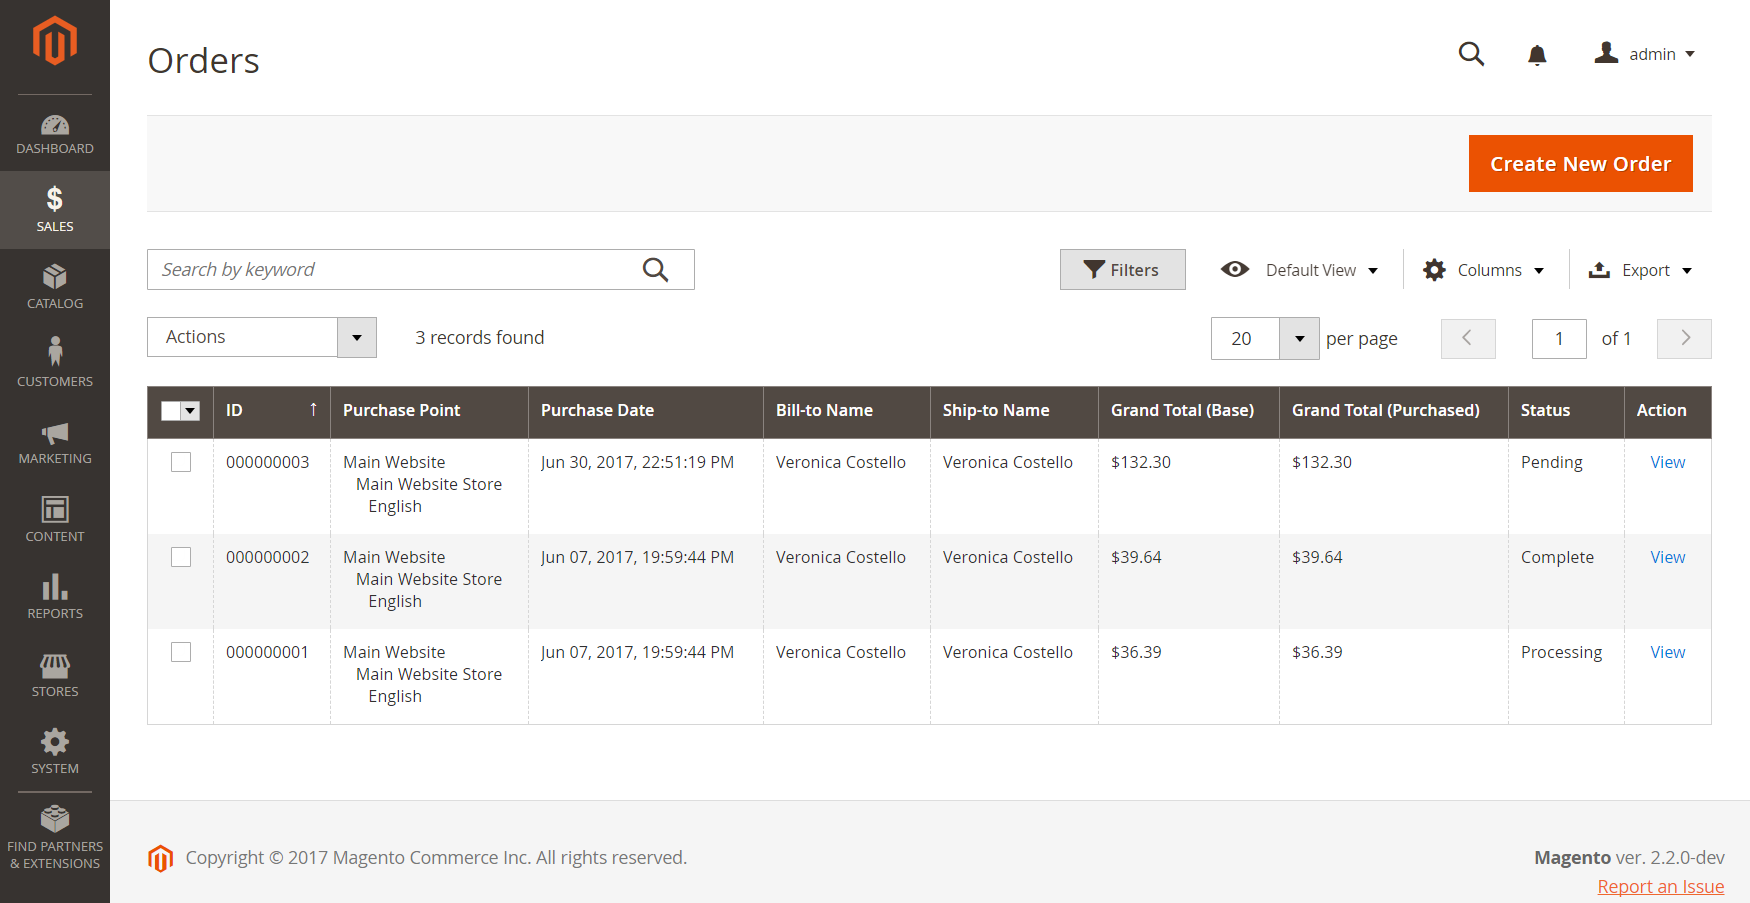 Orders
admin
DASHBOARD
SALES
CATALOG
CUSTOMERS
MARKETING
CONTENT
REPORTS
STORES
SYSTEM
FIND PARTNERS
& EXTENSIONS
Create New Order
Search by keyword
Filters
Default View
Columns
Export
Actions
3 records found
20
per page
1
of 1
ID ↑ Purchase Point Purchase Date Bill-to Name Ship-to Name Grand Total (Base) Grand Total (Purchased) Status Action
000000003 Main Website Jun 30, 2017, 22:51:19 PM Veronica Costello Veronica Costello $132.30 $132.30 Pending View
Main Website Store
English
000000002 Main Website Jun 07, 2017, 19:59:44 PM Veronica Costello Veronica Costello $39.64 $39.64 Complete View
Main Website Store
English
000000001 Main Website Jun 07, 2017, 19:59:44 PM Veronica Costello Veronica Costello $36.39 $36.39 Processing View
Main Website Store
English
Copyright © 2017 Magento Commerce Inc. All rights reserved.
Magento ver. 2.2.0-dev
Report an Issue